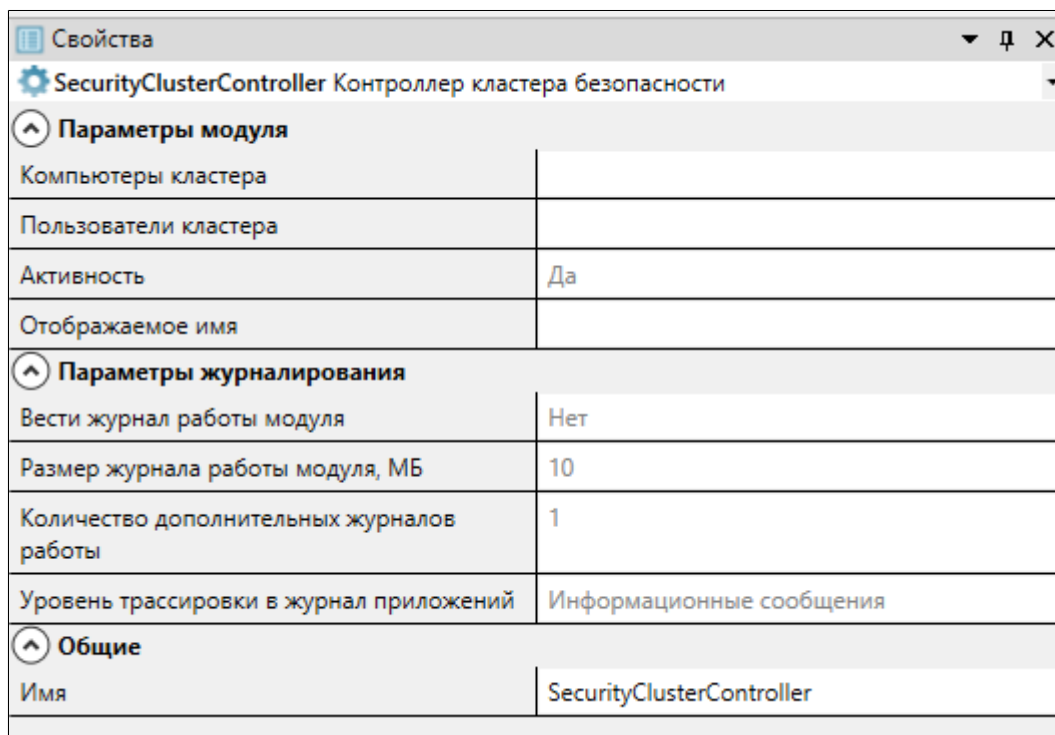 Свойства
SecurityClusterController Контроллер кластера безопасности
Параметры модуля
Компьютеры кластера
Пользователи кластера
Активность Да
Отображаемое имя
Параметры журналирования
Вести журнал работы модуля Нет
Размер журнала работы модуля, МБ 10
Количество дополнительных журналов 1
работы
Уровень трассировки в журнал приложений Информационные сообщения
Общие
Имя SecurityClusterController